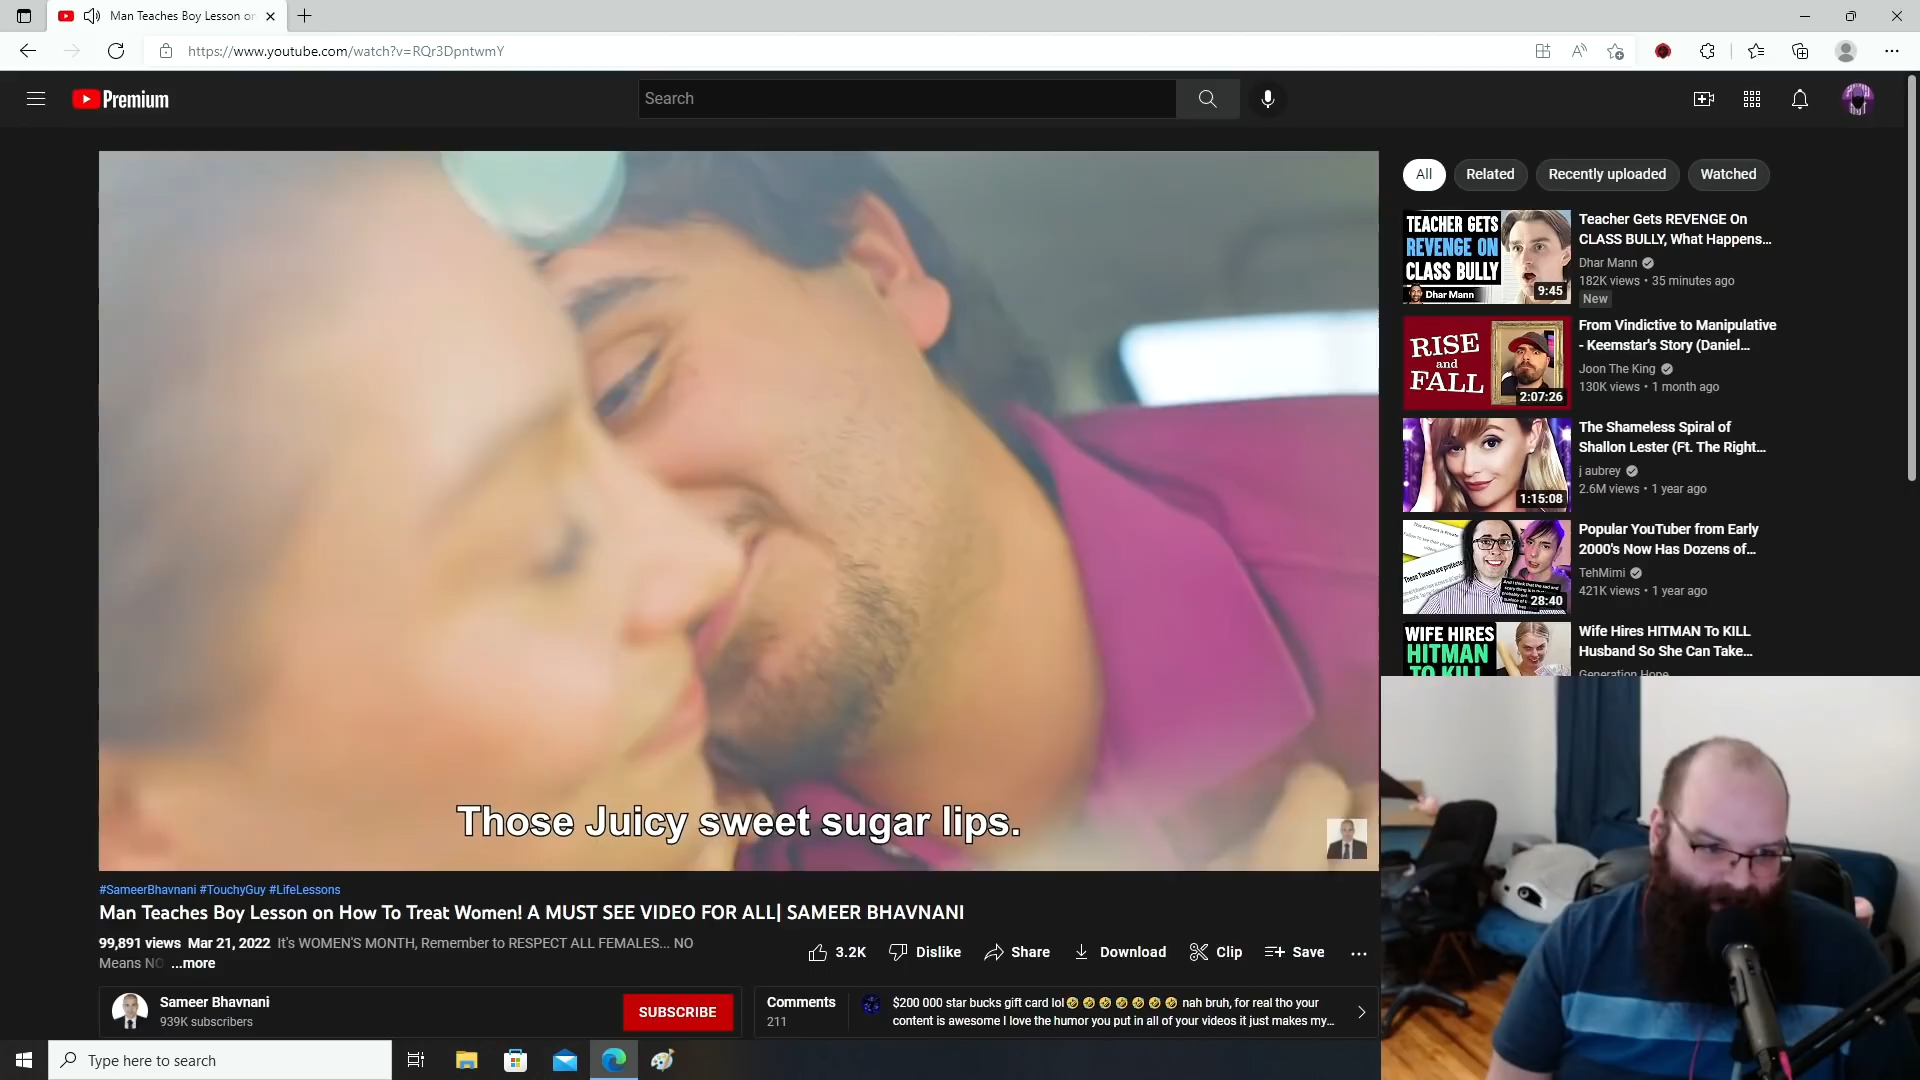 Man Teaches Boy Lesson on
https://www.youtube.com/watch?v=RQr3DpntwmY
Premium
Search
Those Juicy sweet sugar lips.
#SameerBhavnani #TouchyGuy #LifeLessons
Man Teaches Boy Lesson on How To Treat Women! A MUST SEE VIDEO FOR ALL| SAMEER BHAVNANI
99,891 views Mar 21, 2022 It's WOMEN'S MONTH, Remember to RESPECT ALL FEMALES... NO
Means NO ...more
3.2K Dislike Share Download Clip Save
Sameer Bhavnani
939K subscribers
SUBSCRIBE
Comments
211
$200 000 star bucks gift card lol🤣🤣🤣🤣🤣🤣🤣🤣 nah bruh, for real tho your
content is awesome I love the humor you put in all of your videos it just makes my...
All Related Recently uploaded Watched
TEACHER GETS
REVENGE ON
CLASS BULLY
Dhar Mann
9:45
Teacher Gets REVENGE On
CLASS BULLY, What Happens...
Dhar Mann
182K views • 35 minutes ago
New
RISE
and
FALL
2:07:26
From Vindictive to Manipulative
- Keemstar's Story (Daniel...
Joon The King
130K views • 1 month ago
1:15:08
The Shameless Spiral of
Shallon Lester (Ft. The Right...
j aubrey
2.6M views • 1 year ago
These Tweets are protected
28:40
Popular YouTuber from Early
2000's Now Has Dozens of...
TehMimi
421K views • 1 year ago
WIFE HIRES
HITMAN
TO KILL
Wife Hires HITMAN To KILL
Husband So She Can Take...
Generation Hope
Type here to search